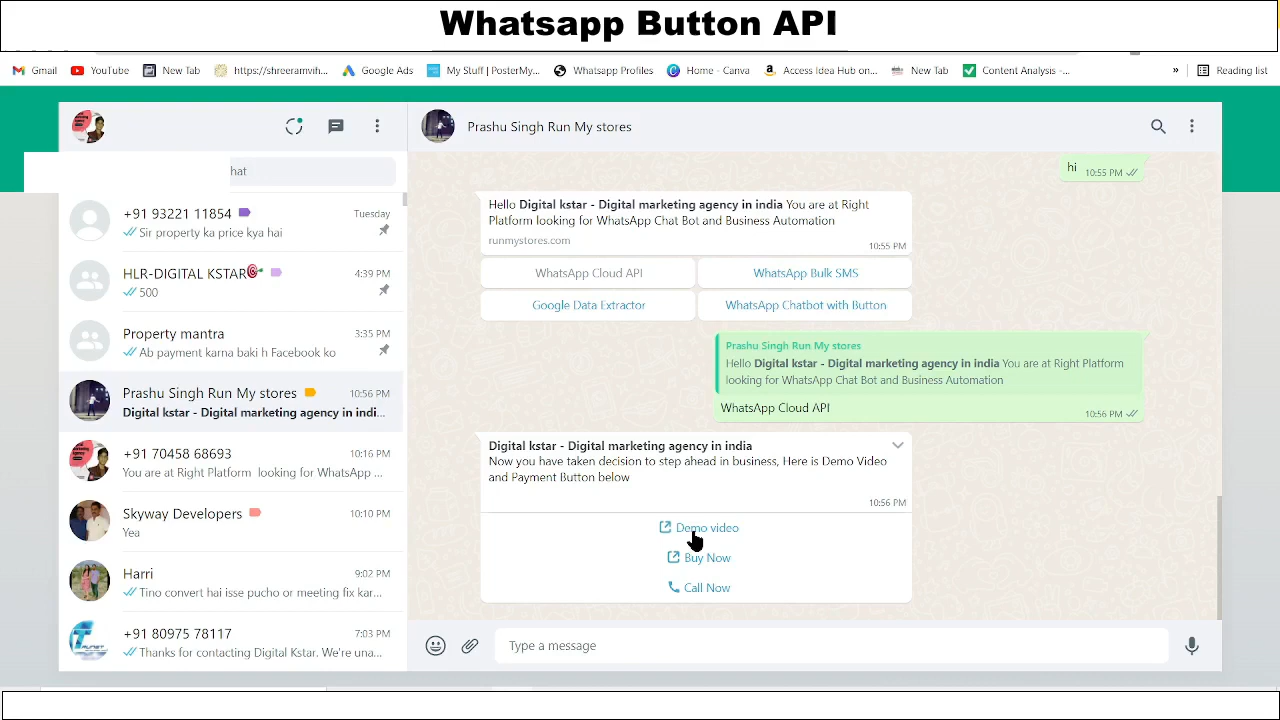 Whatsapp Button API
Gmail
YouTube
New Tab
https://shreeramvih...
Google Ads
My Stuff | PosterMy...
Whatsapp Profiles
Home - Canva
Access Idea Hub on...
New Tab
Content Analysis -...
»
Reading list
hat
+91 93221 11854
Tuesday
Sir property ka price kya hai
HLR-DIGITAL KSTAR🎯
4:39 PM
500
Property mantra
3:35 PM
Ab payment karna baki h Facebook ko
Prashu Singh Run My stores
10:56 PM
Digital kstar - Digital marketing agency in indi...
+91 70458 68693
10:16 PM
You are at Right Platform looking for WhatsApp ...
Skyway Developers
10:10 PM
Yea
Harri
9:02 PM
Tino convert hai isse pucho or meeting fix kar...
+91 80975 78117
7:03 PM
Thanks for contacting Digital Kstar. We're una...
Prashu Singh Run My stores
hi
10:55 PM
Hello Digital kstar - Digital marketing agency in india You are at Right
Platform looking for WhatsApp Chat Bot and Business Automation
runmystores.com
10:55 PM
WhatsApp Cloud API
WhatsApp Bulk SMS
Google Data Extractor
WhatsApp Chatbot with Button
Prashu Singh Run My stores
Hello Digital kstar - Digital marketing agency in india You are at Right Platform
looking for WhatsApp Chat Bot and Business Automation
WhatsApp Cloud API
10:56 PM
Digital kstar - Digital marketing agency in india
Now you have taken decision to step ahead in business, Here is Demo Video
and Payment Button below
10:56 PM
Demo video
Buy Now
Call Now
Type a message